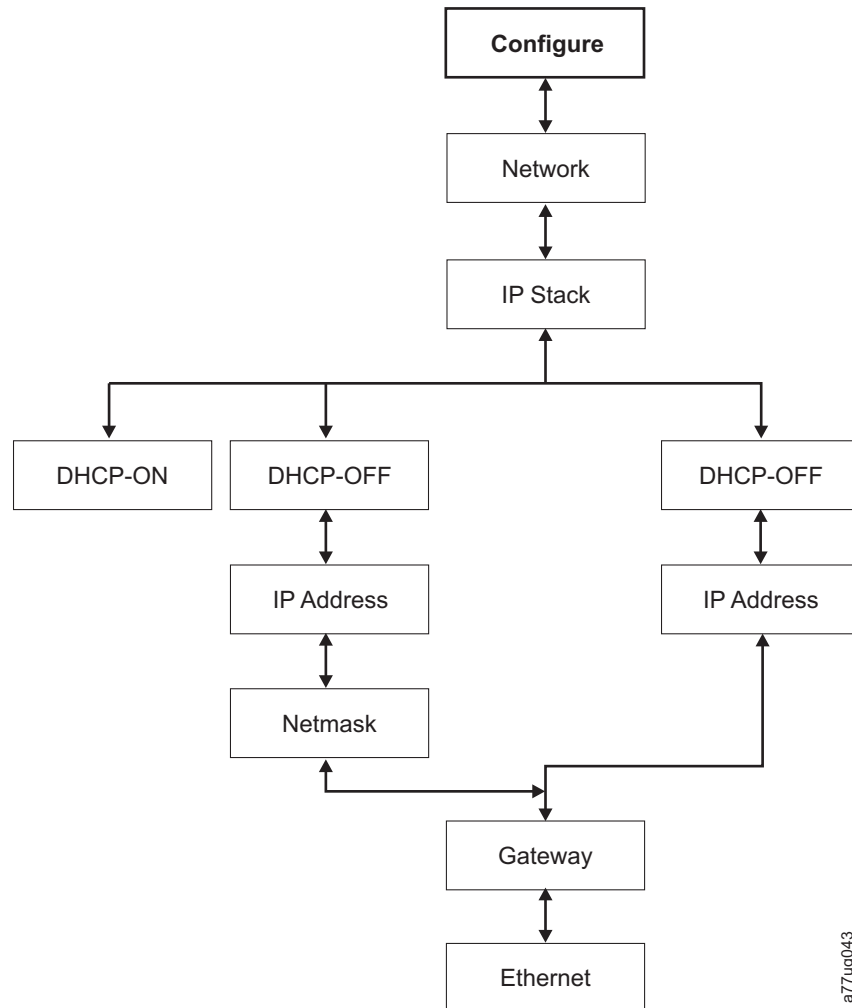 Configure
Network
IP Stack
DHCP-ON
DHCP-OFF
DHCP-OFF
IP Address
IP Address
Netmask
Gateway
Ethernet
a77ug043